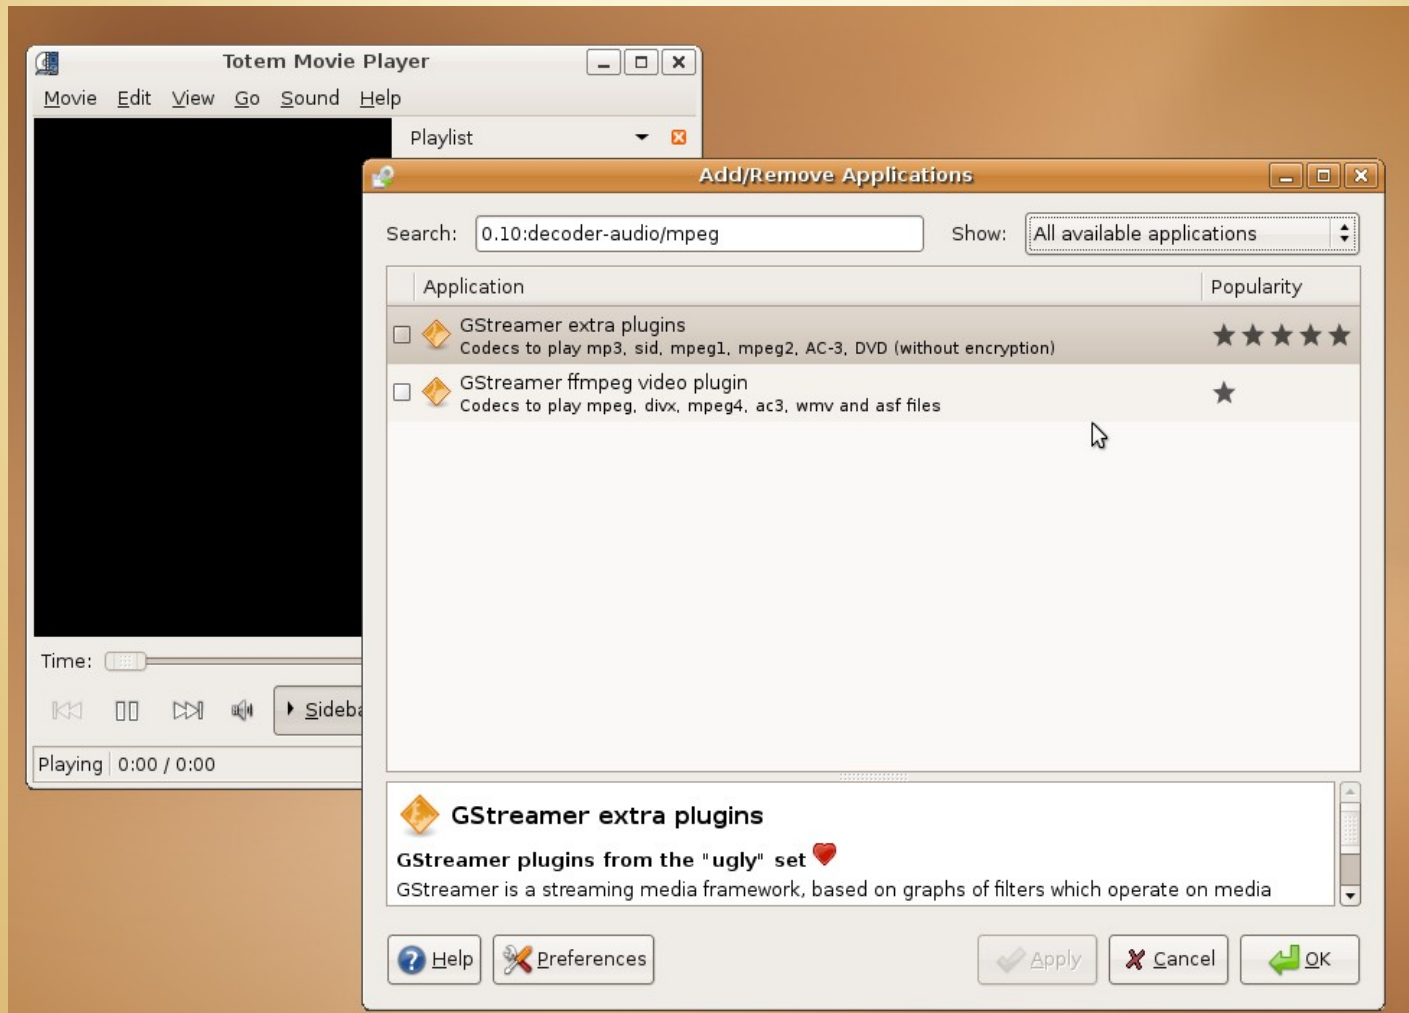 Totem Movie Player
Movie Edit View Go Sound Help
Playlist
Add/Remove Applications
Search: 0.10:decoder-audio/mpeg Show: All available applications
Application Popularity
GStreamer extra plugins
Codecs to play mp3, sid, mpeg1, mpeg2, AC-3, DVD (without encryption)
GStreamer ffmpeg video plugin
Codecs to play mpeg, divx, mpeg4, ac3, wmv and asf files
Time:
Sideba
Playing 0:00 / 0:00
GStreamer extra plugins
GStreamer plugins from the "ugly" set
GStreamer is a streaming media framework, based on graphs of filters which operate on media
Help Preferences Apply Cancel OK